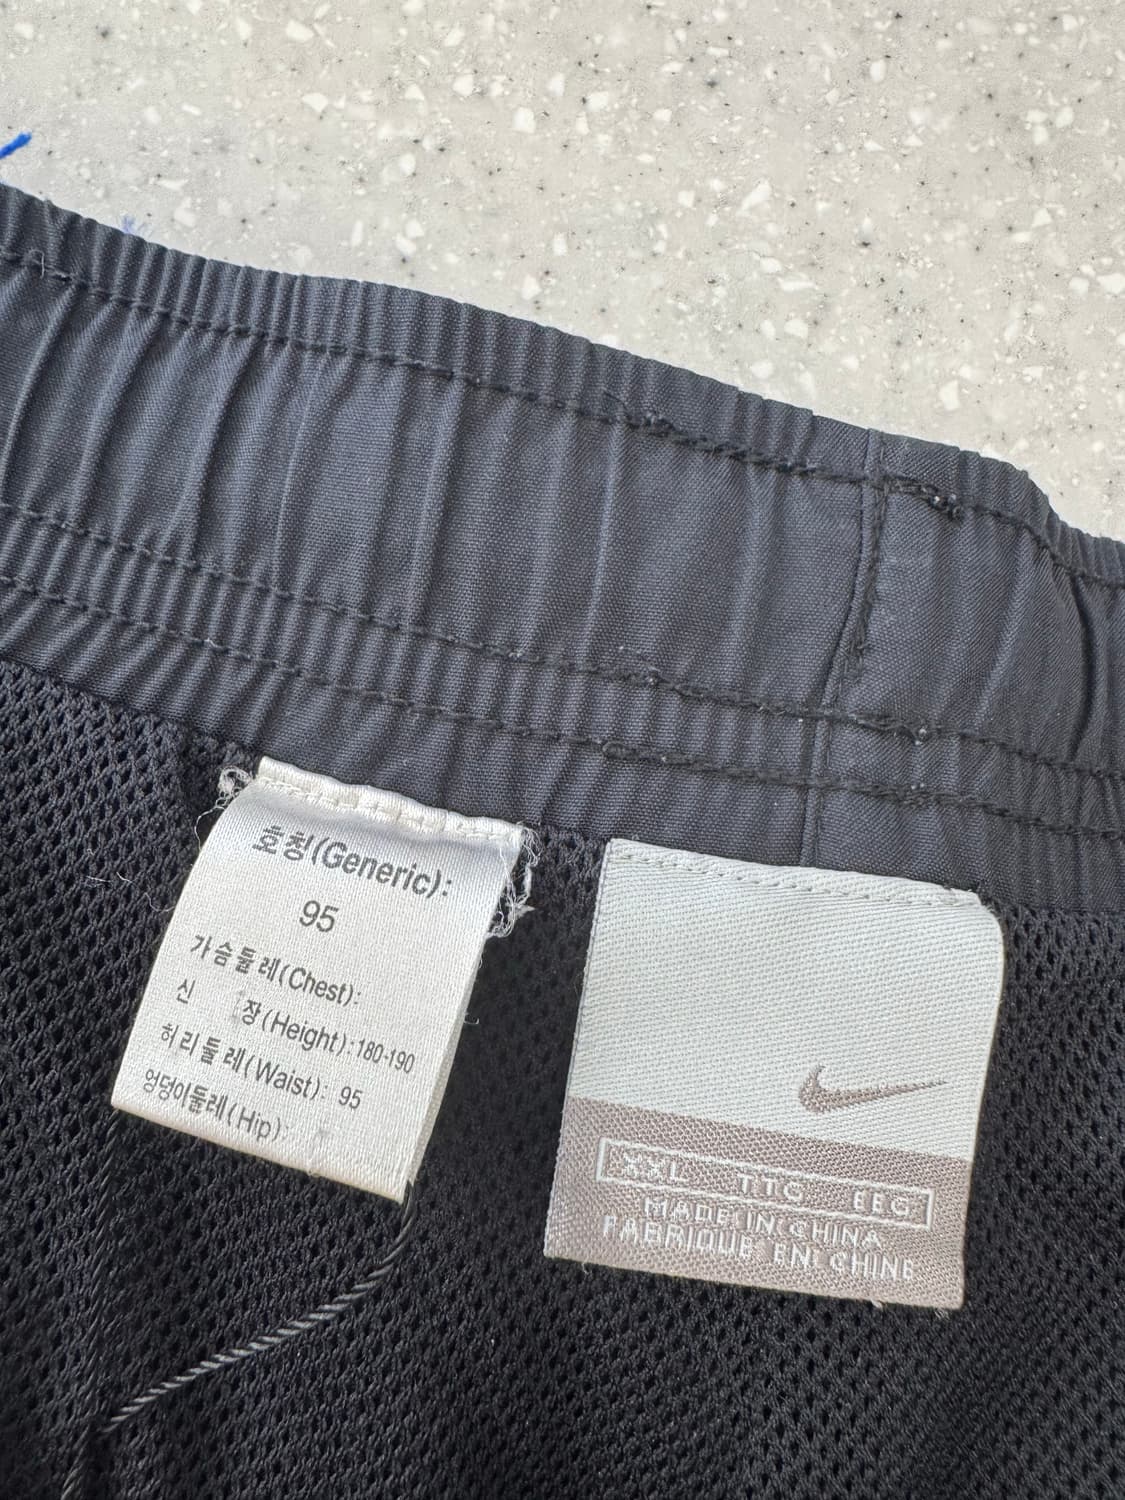 호칭(Generic):
95
가슴둘레(Chest):
신 장(Height):180-190
허리둘레(Waist): 95
엉덩이둘레(Hip):
XXL TTG EEG
MADE IN CHINA
FABRIQUE EN CHINE